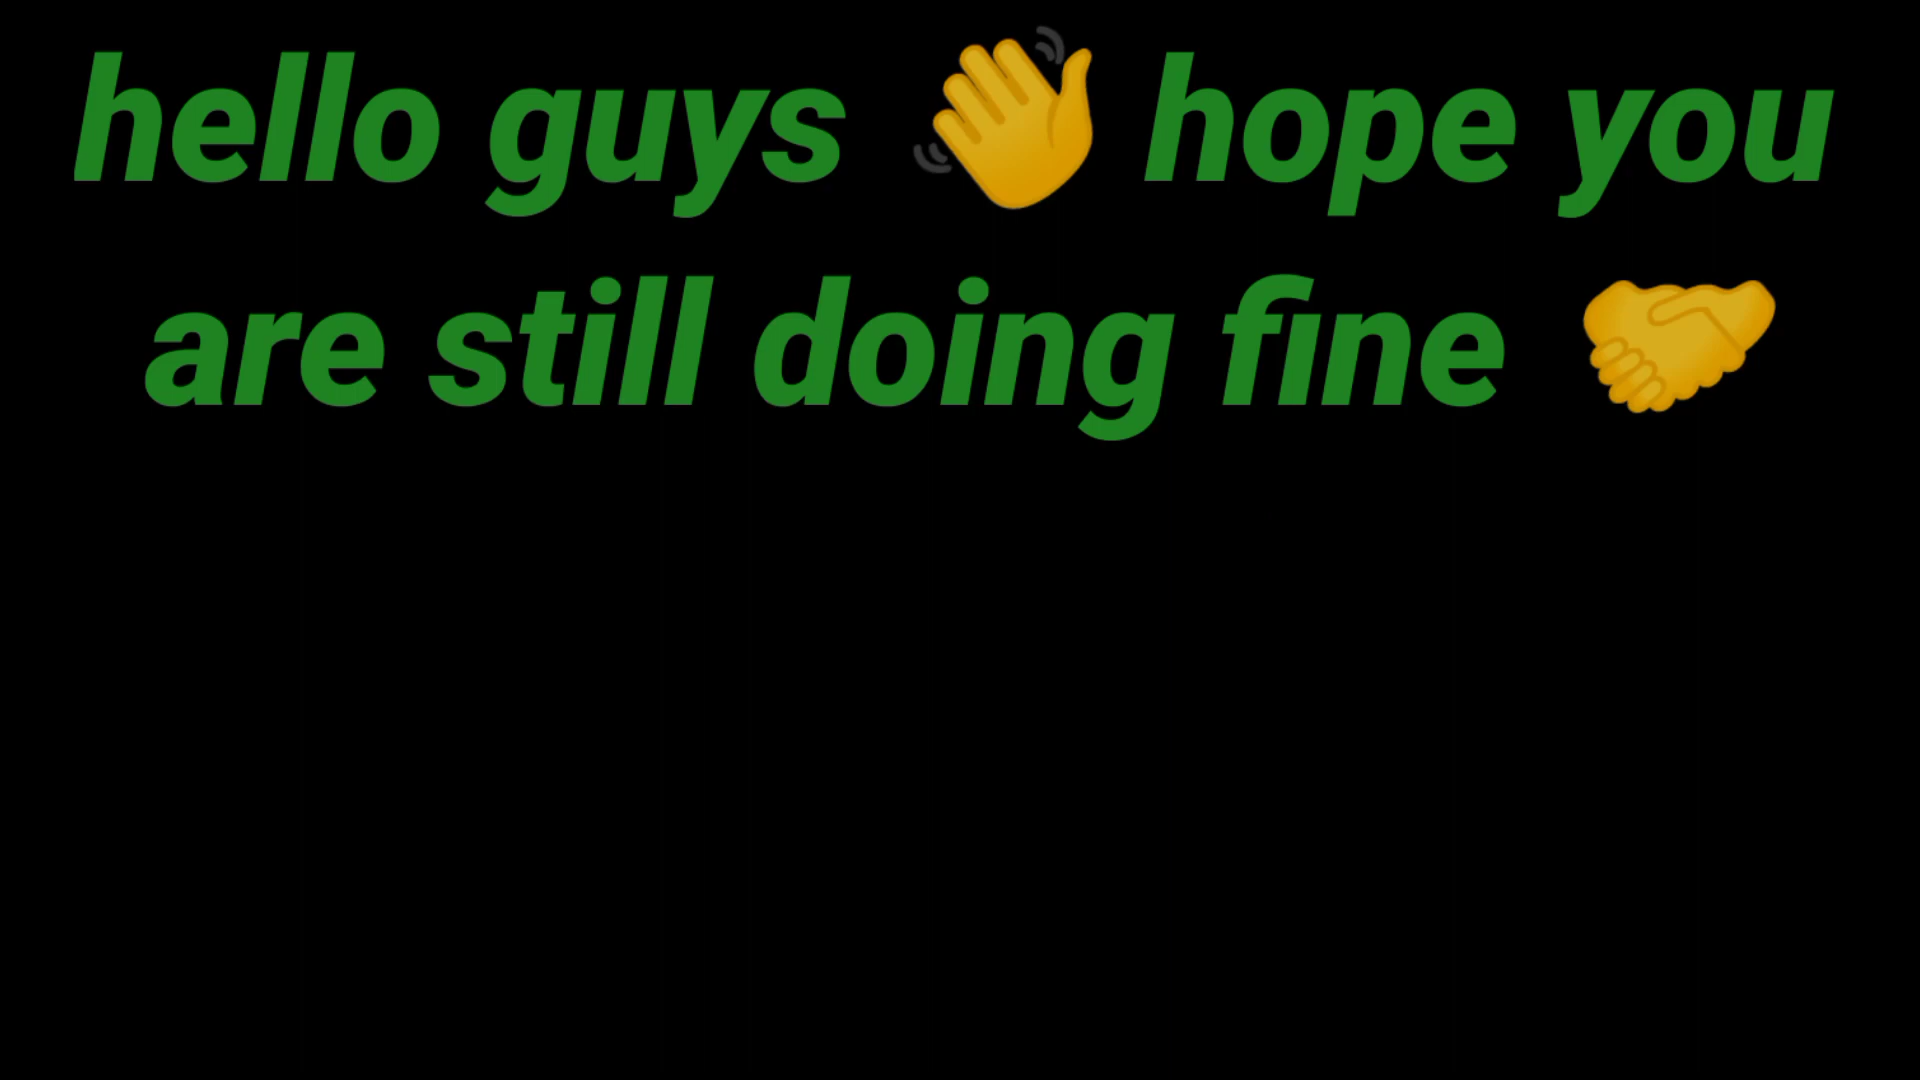 hello guys 👋 hope you
are still doing fine 🤝